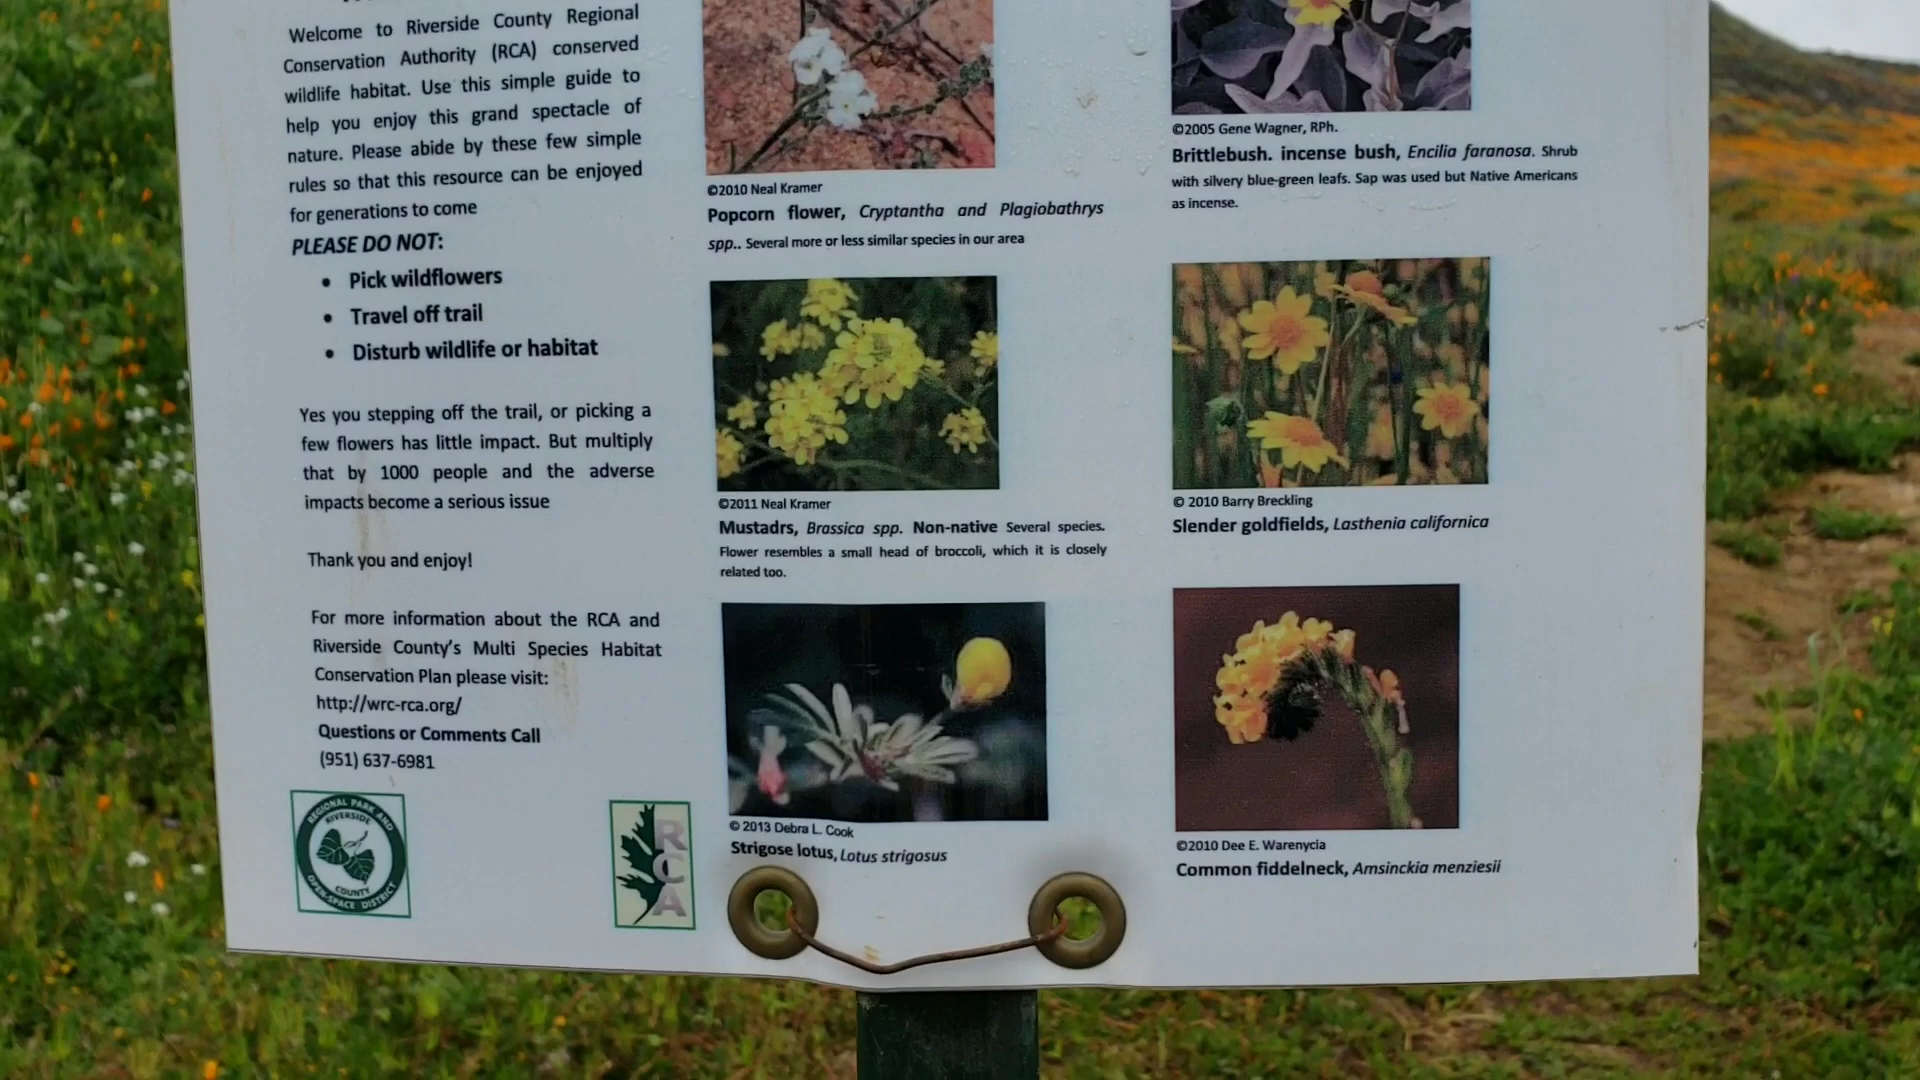 Welcome to Riverside County Regional
Conservation Authority (RCA) conserved
wildlife habitat. Use this simple guide to
help you enjoy this grand spectacle of
nature. Please abide by these few simple
rules so that this resource can be enjoyed
for generations to come
PLEASE DO NOT:
• Pick wildflowers
• Travel off trail
• Disturb wildlife or habitat
Yes you stepping off the trail, or picking a
few flowers has little impact. But multiply
that by 1000 people and the adverse
impacts become a serious issue
Thank you and enjoy!
For more information about the RCA and
Riverside County's Multi Species Habitat
Conservation Plan please visit:
http://wrc-rca.org/
Questions or Comments Call
(951) 637-6981
REGIONAL PARK AND
RIVERSIDE
COUNTY
OPEN-SPACE DISTRICT
RCA
©2010 Neal Kramer
Popcorn flower, Cryptantha and Plagiobathrys
spp.. Several more or less similar species in our area
©2011 Neal Kramer
Mustadrs, Brassica spp. Non-native Several species.
Flower resembles a small head of broccoli, which it is closely
related too.
© 2013 Debra L. Cook
Strigose lotus, Lotus strigosus
©2005 Gene Wagner, RPh.
Brittlebush. incense bush, Encilia faranosa. Shrub
with silvery blue-green leafs. Sap was used but Native Americans
as incense.
© 2010 Barry Breckling
Slender goldfields, Lasthenia californica
©2010 Dee E. Warenycia
Common fiddelneck, Amsinckia menziesii